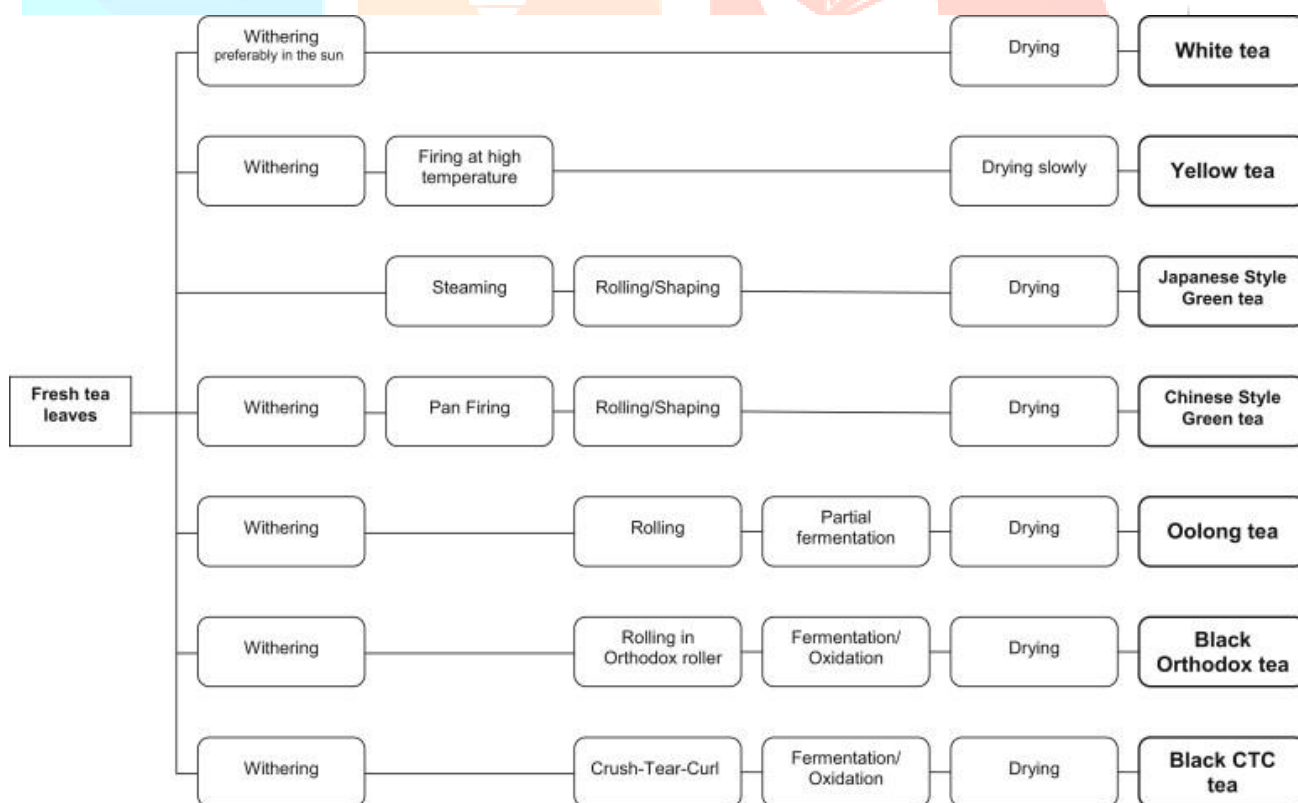 Withering
preferably in the sun
Drying
White tea
Withering
Firing at high
temperature
Drying slowly
Yellow tea
Steaming
Rolling/Shaping
Drying
Japanese Style
Green tea
Fresh tea
leaves
Withering
Pan Firing
Rolling/Shaping
Drying
Chinese Style
Green tea
Withering
Rolling
Partial
fermentation
Drying
Oolong tea
Withering
Rolling in
Orthodox roller
Fermentation/
Oxidation
Drying
Black
Orthodox tea
Withering
Crush-Tear-Curl
Fermentation/
Oxidation
Drying
Black CTC
tea